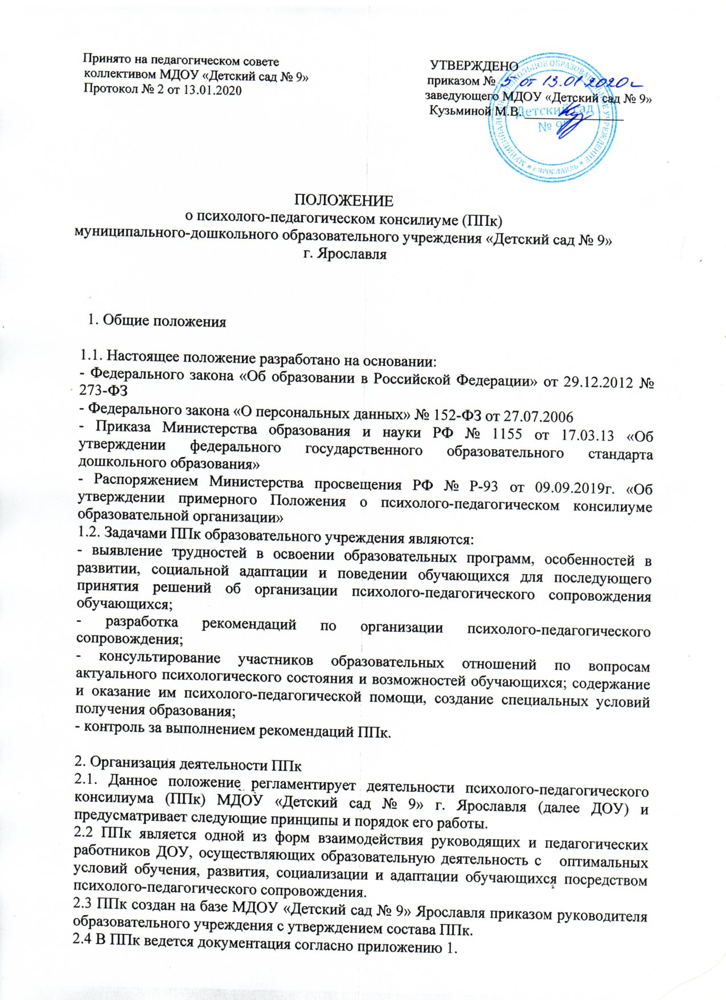 Принято на педагогическом совете
коллективом МДОУ «Детский сад № 9»
Протокол № 2 от 13.01.2020
УТВЕРЖДЕНО
приказом № 5 от 13.01.2020г
заведующего МДОУ «Детский сад № 9»
Кузьминой М.В. ________________
МУНИЦИПАЛЬНОЕ ДОШКОЛЬНОЕ ОБРАЗОВАТЕЛЬНОЕ УЧРЕЖДЕНИЕ * г.ЯРОСЛАВЛЬ *
"Детский сад
№ 9"
ПОЛОЖЕНИЕ
о психолого-педагогическом консилиуме (ППк)
муниципального-дошкольного образовательного учреждения «Детский сад № 9»
г. Ярославля
1. Общие положения
1.1. Настоящее положение разработано на основании:
- Федерального закона «Об образовании в Российской Федерации» от 29.12.2012 №
273-ФЗ
- Федерального закона «О персональных данных» № 152-ФЗ от 27.07.2006
- Приказа Министерства образования и науки РФ № 1155 от 17.03.13 «Об
утверждении федерального государственного образовательного стандарта
дошкольного образования»
- Распоряжением Министерства просвещения РФ № Р-93 от 09.09.2019г. «Об
утверждении примерного Положения о психолого-педагогическом консилиуме
образовательной организации»
1.2. Задачами ППк образовательного учреждения являются:
- выявление трудностей в освоении образовательных программ, особенностей в
развитии, социальной адаптации и поведении обучающихся для последующего
принятия решений об организации психолого-педагогического сопровождения
обучающихся;
- разработка рекомендаций по организации психолого-педагогического
сопровождения;
- консультирование участников образовательных отношений по вопросам
актуального психологического состояния и возможностей обучающихся; содержание
и оказание им психолого-педагогической помощи, создание специальных условий
получения образования;
- контроль за выполнением рекомендаций ППк.
2. Организация деятельности ППк
2.1. Данное положение регламентирует деятельности психолого-педагогического
консилиума (ППк) МДОУ «Детский сад № 9» г. Ярославля (далее ДОУ) и
предусматривает следующие принципы и порядок его работы.
2.2 ППк является одной из форм взаимодействия руководящих и педагогических
работников ДОУ, осуществляющих образовательную деятельность с оптимальных
условий обучения, развития, социализации и адаптации обучающихся посредством
психолого-педагогического сопровождения.
2.3 ППк создан на базе МДОУ «Детский сад № 9» Ярославля приказом руководителя
образовательного учреждения с утверждением состава ППк.
2.4 В ППк ведется документация согласно приложению 1.